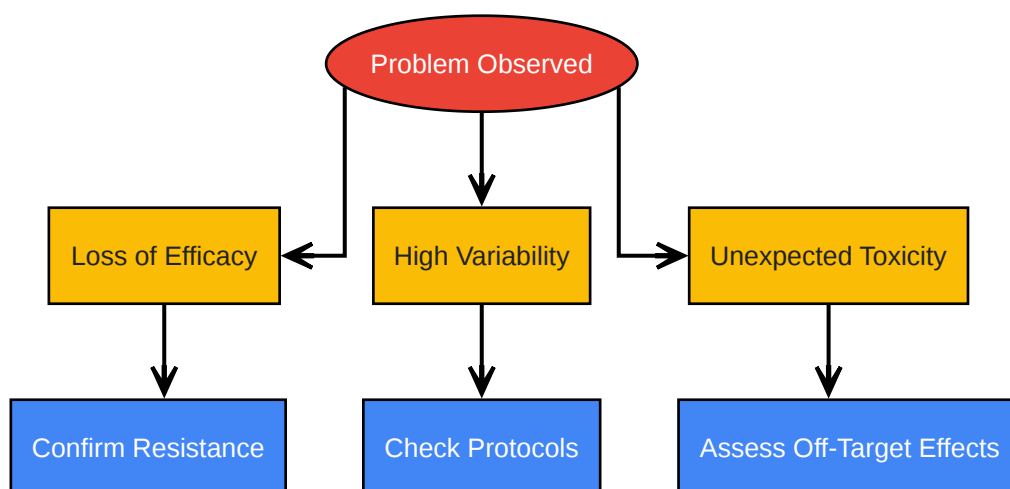 Problem Observed
Loss of Efficacy
High Variability
Unexpected Toxicity
Confirm Resistance
Check Protocols
Assess Off-Target Effects